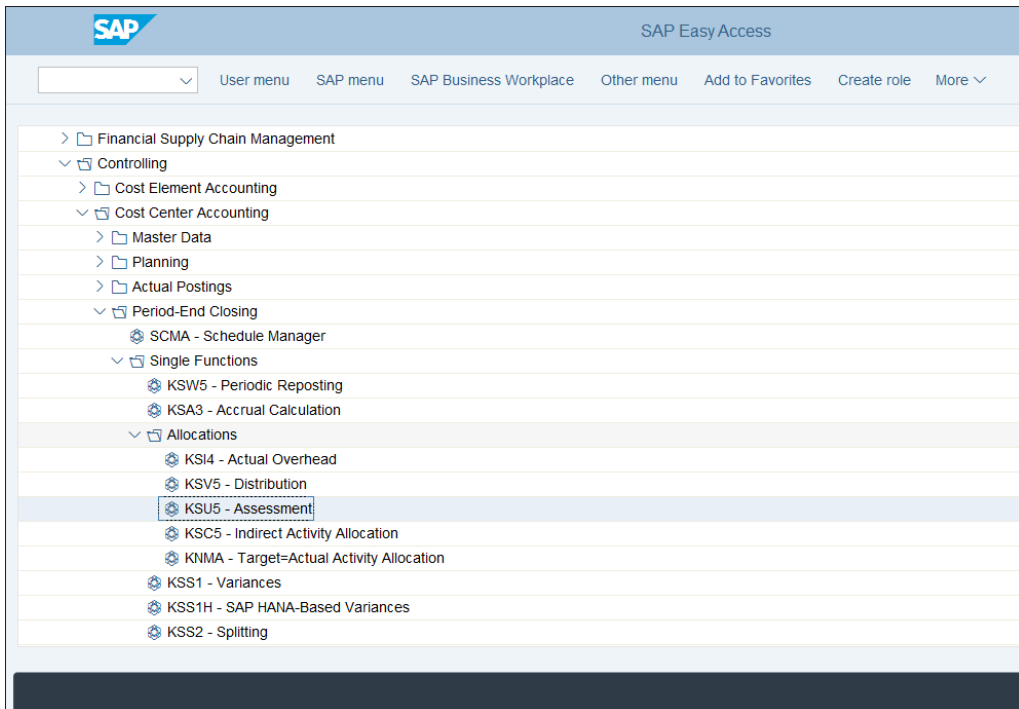 SAP
SAP Easy Access
User menu SAP menu SAP Business Workplace Other menu Add to Favorites Create role More
Financial Supply Chain Management
Controlling
Cost Element Accounting
Cost Center Accounting
Master Data
Planning
Actual Postings
Period-End Closing
SCMA - Schedule Manager
Single Functions
KSW5 - Periodic Reposting
KSA3 - Accrual Calculation
Allocations
KSI4 - Actual Overhead
KSV5 - Distribution
KSU5 - Assessment
KSC5 - Indirect Activity Allocation
KNMA - Target=Actual Activity Allocation
KSS1 - Variances
KSS1H - SAP HANA-Based Variances
KSS2 - Splitting